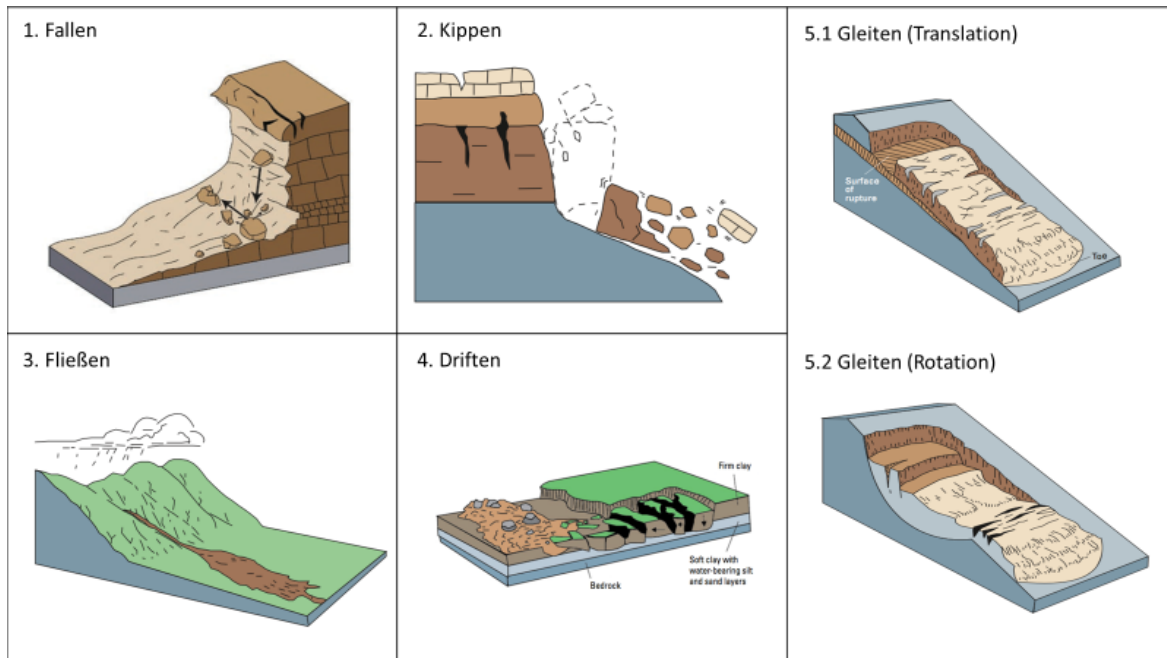 1. Fallen
2. Kippen
5.1 Gleiten (Translation)
Surface
of
rupture
Toe
3. Fließen
4. Driften
Firm clay
Soft clay with
water-bearing silt
and sand layers
Bedrock
5.2 Gleiten (Rotation)